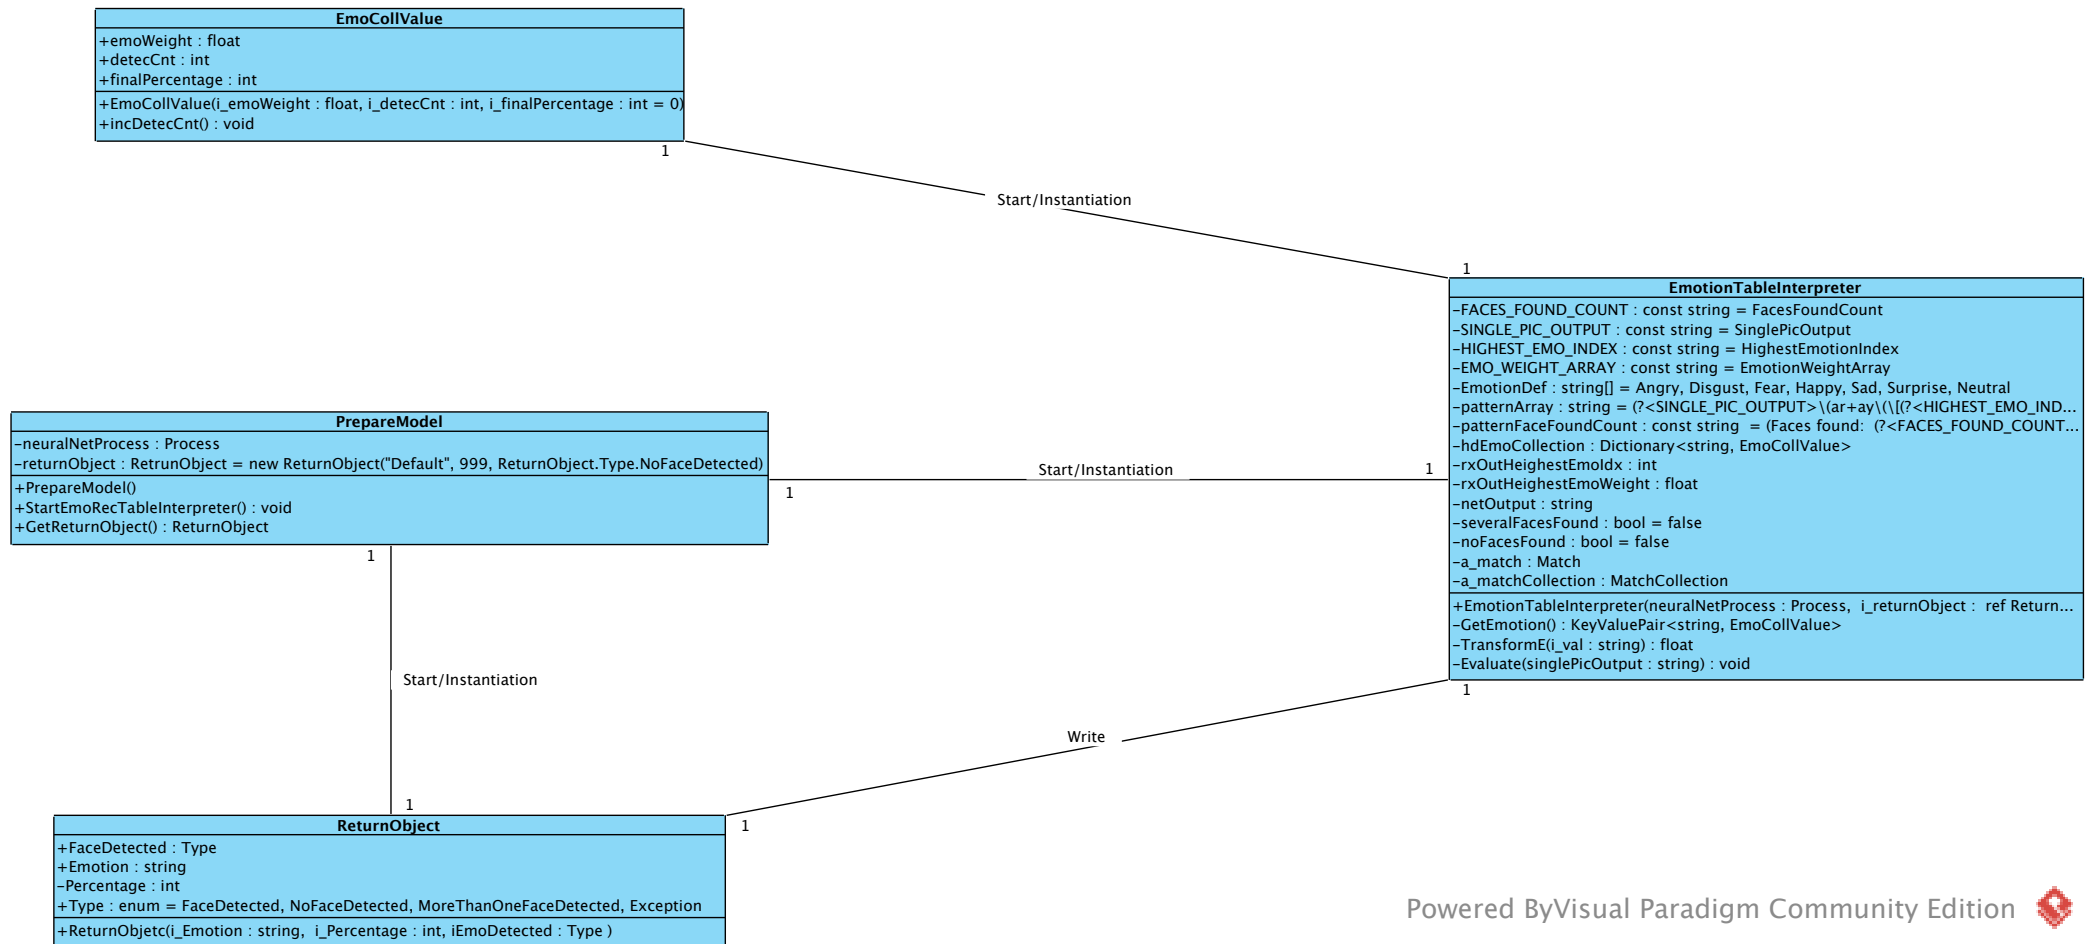 EmoCollValue
+emoWeight : float
+detecCnt : int
+finalPercentage : int
+EmoCollValue(i_emoWeight : float, i_detecCnt : int, i_finalPercentage : int = 0)
+incDetecCnt() : void
1
Start/Instantiation
1
EmotionTableInterpreter
-FACES_FOUND_COUNT : const string = FacesFoundCount
-SINGLE_PIC_OUTPUT : const string = SinglePicOutput
-HIGHEST_EMO_INDEX : const string = HighestEmotionIndex
-EMO_WEIGHT_ARRAY : const string = EmotionWeightArray
-EmotionDef : string[] = Angry, Disgust, Fear, Happy, Sad, Surprise, Neutral
-patternArray : string = (?<SINGLE_PIC_OUTPUT>\(ar+ay\(\[(?<HIGHEST_EMO_IND...
-patternFaceFoundCount : const string  = (Faces found:  (?<FACES_FOUND_COUNT...
-hdEmoCollection : Dictionary<string, EmoCollValue>
-rxOutHeighestEmoIdx : int
-rxOutHeighestEmoWeight : float
-netOutput : string
-severalFacesFound : bool = false
-noFacesFound : bool = false
-a_match : Match
-a_matchCollection : MatchCollection
+EmotionTableInterpreter(neuralNetProcess : Process,  i_returnObject :  ref Return...
-GetEmotion() : KeyValuePair<string, EmoCollValue>
-TransformE(i_val : string) : float
-Evaluate(singlePicOutput : string) : void
PrepareModel
-neuralNetProcess : Process
-returnObject : RetrunObject = new ReturnObject("Default", 999, ReturnObject.Type.NoFaceDetected)
+PrepareModel()
+StartEmoRecTableInterpreter() : void
+GetReturnObject() : ReturnObject
1
Start/Instantiation
1
1
Start/Instantiation
1
1
Write
1
ReturnObject
+FaceDetected : Type
+Emotion : string
-Percentage : int
+Type : enum = FaceDetected, NoFaceDetected, MoreThanOneFaceDetected, Exception
+ReturnObjetc(i_Emotion : string,  i_Percentage : int, iEmoDetected : Type )
Powered ByVisual Paradigm Community Edition